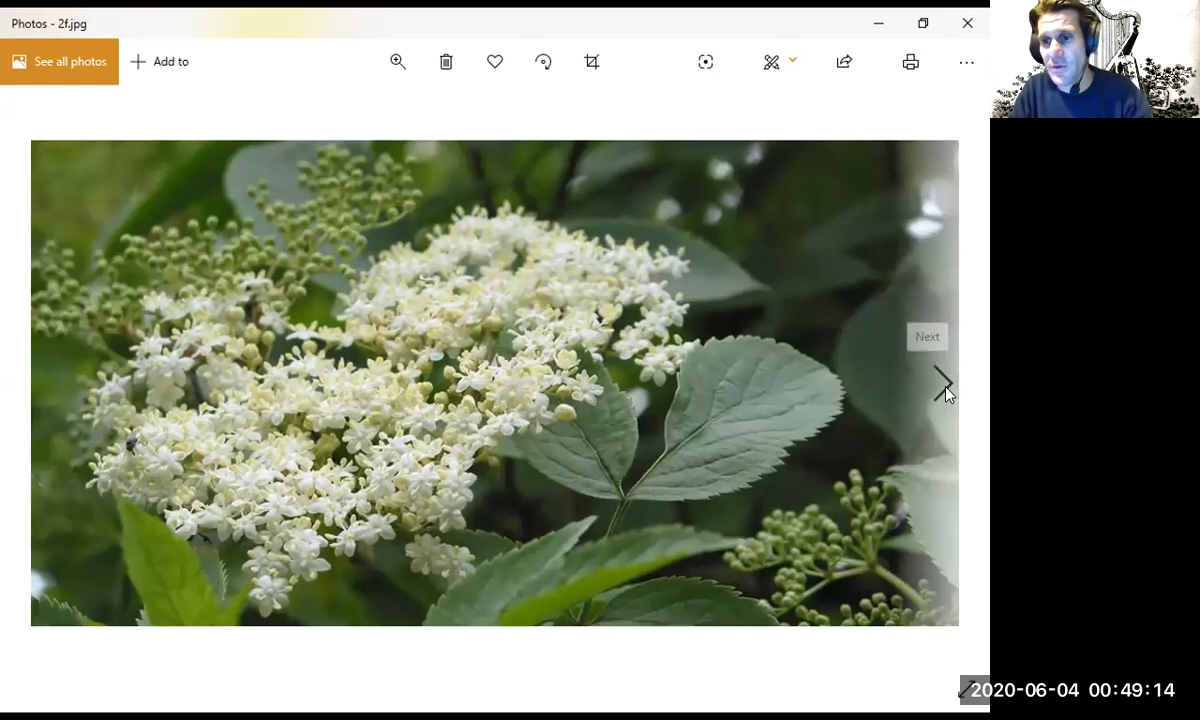 Photos - 2f.jpg
See all photos
Add to
Next
2020-06-04 00:49:14